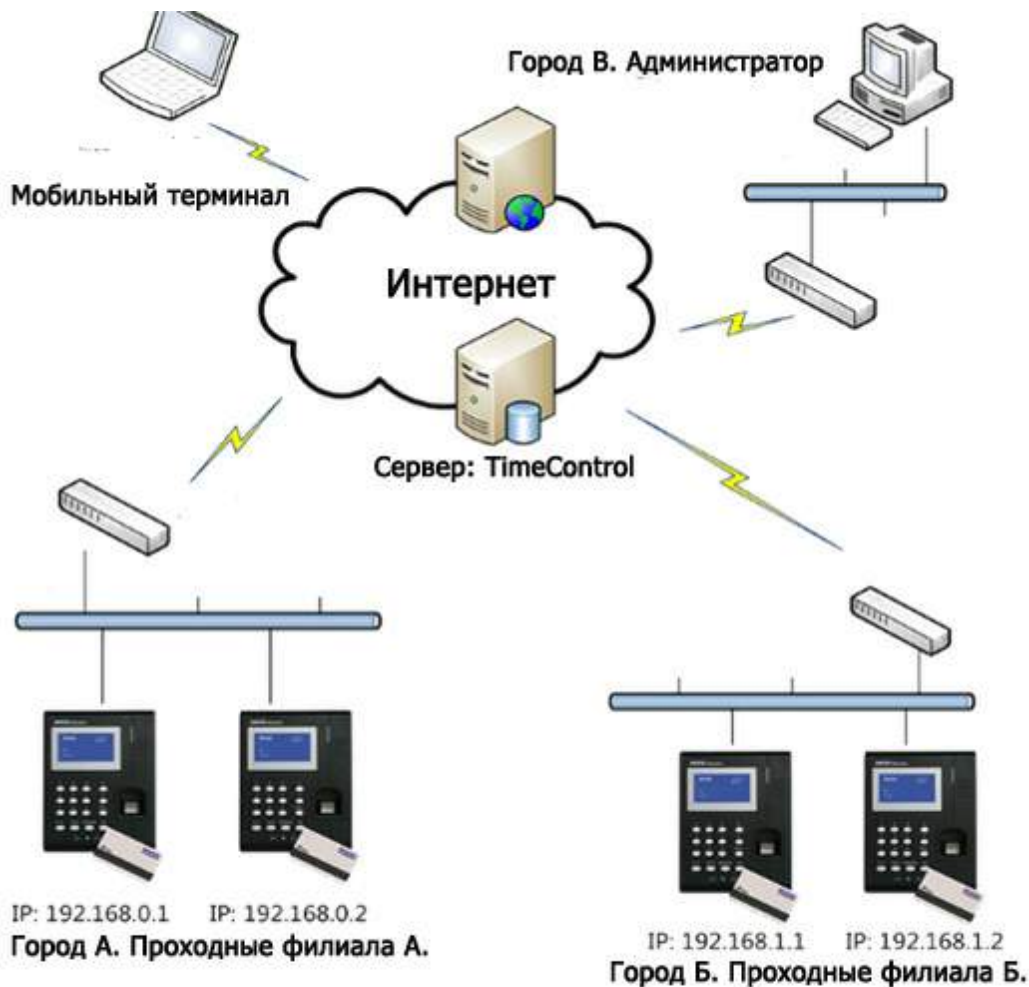 Город В. Администратор
Мобильный терминал
Интернет
Сервер: TimeControl
IP: 192.168.0.1 IP: 192.168.0.2
Город А. Проходные филиала А.
IP: 192.168.1.1 IP: 192.168.1.2
Город Б. Проходные филиала Б.